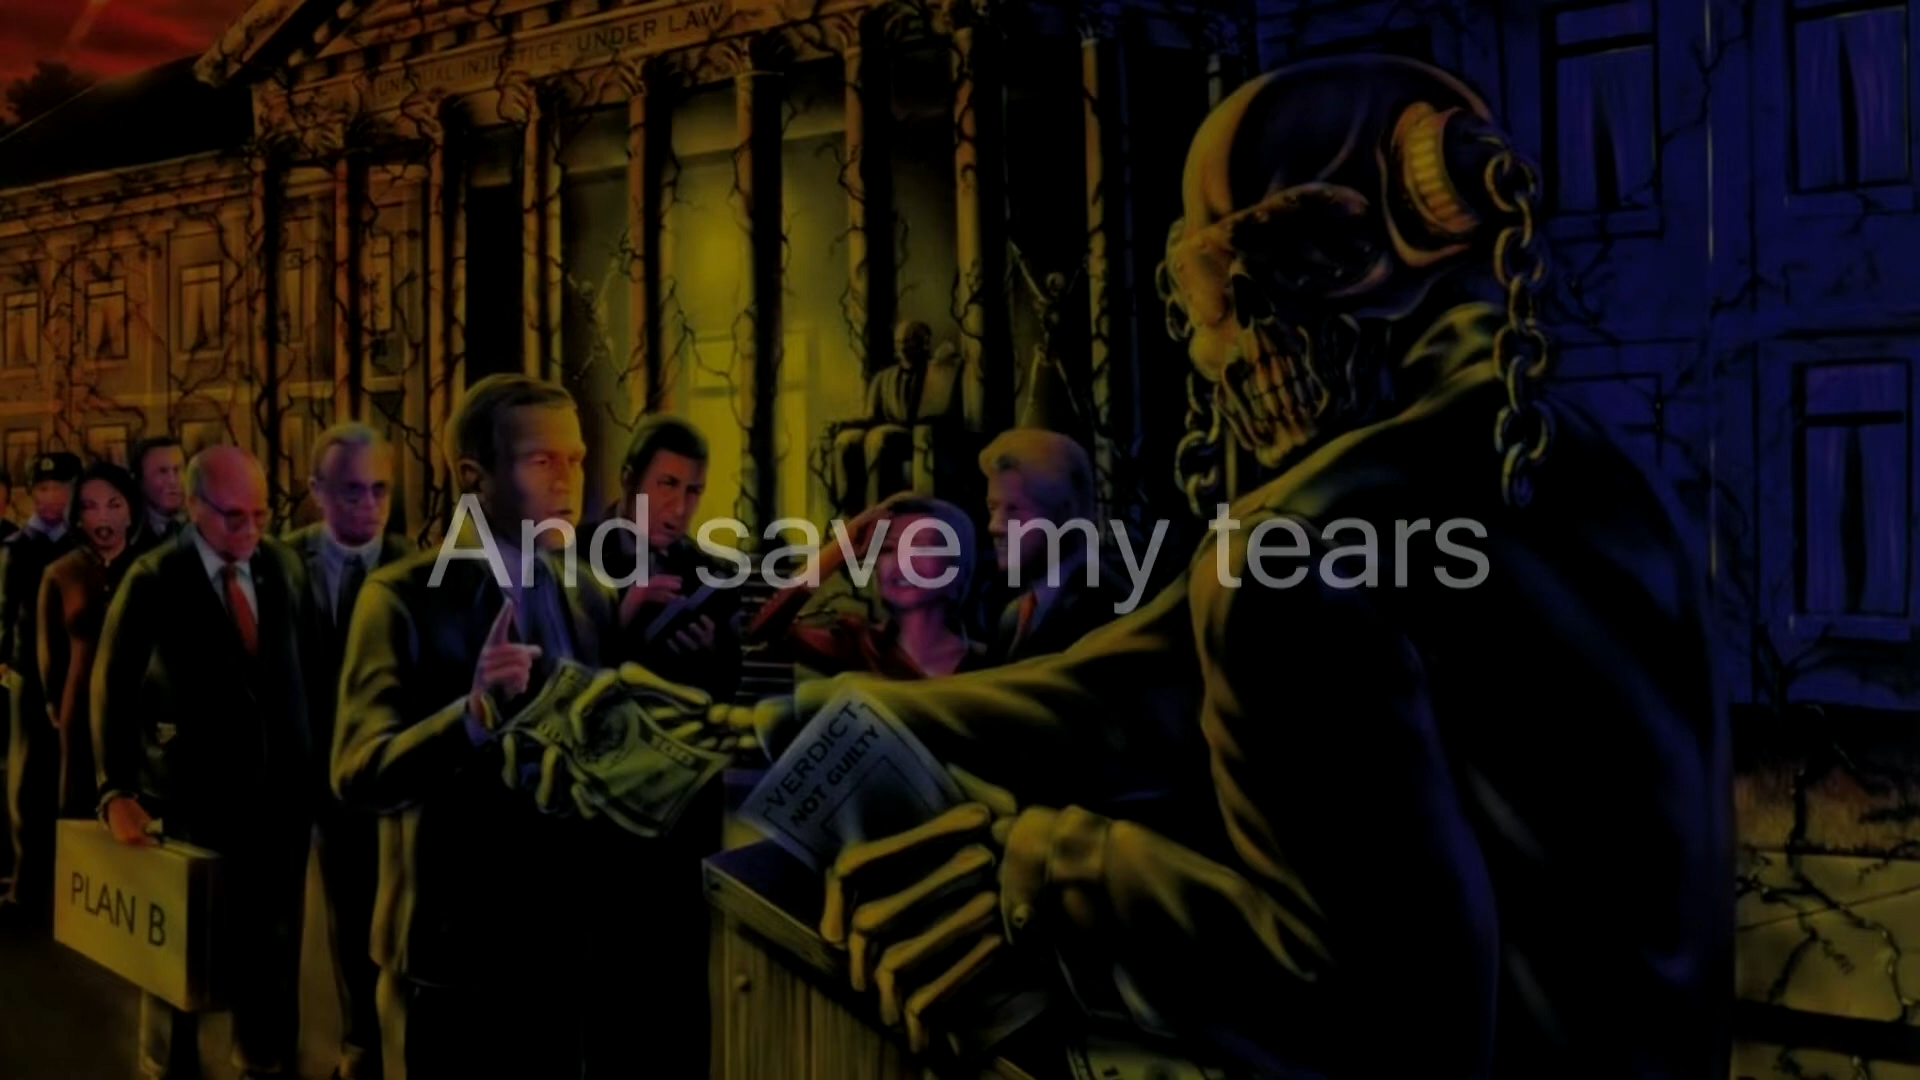 UNEQUAL INJUSTICE · UNDER LAW
And save my tears
VERDICT
NOT GUILTY
PLAN B